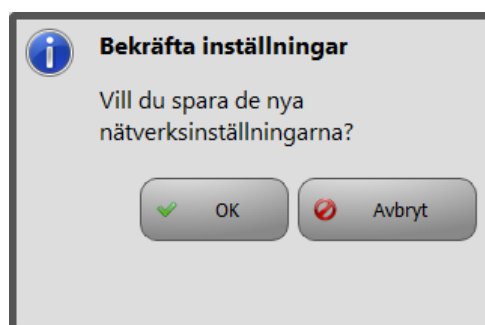 Bekräfta inställningar
Vill du spara de nya
nätverksinställningarna?
OK
Avbryt